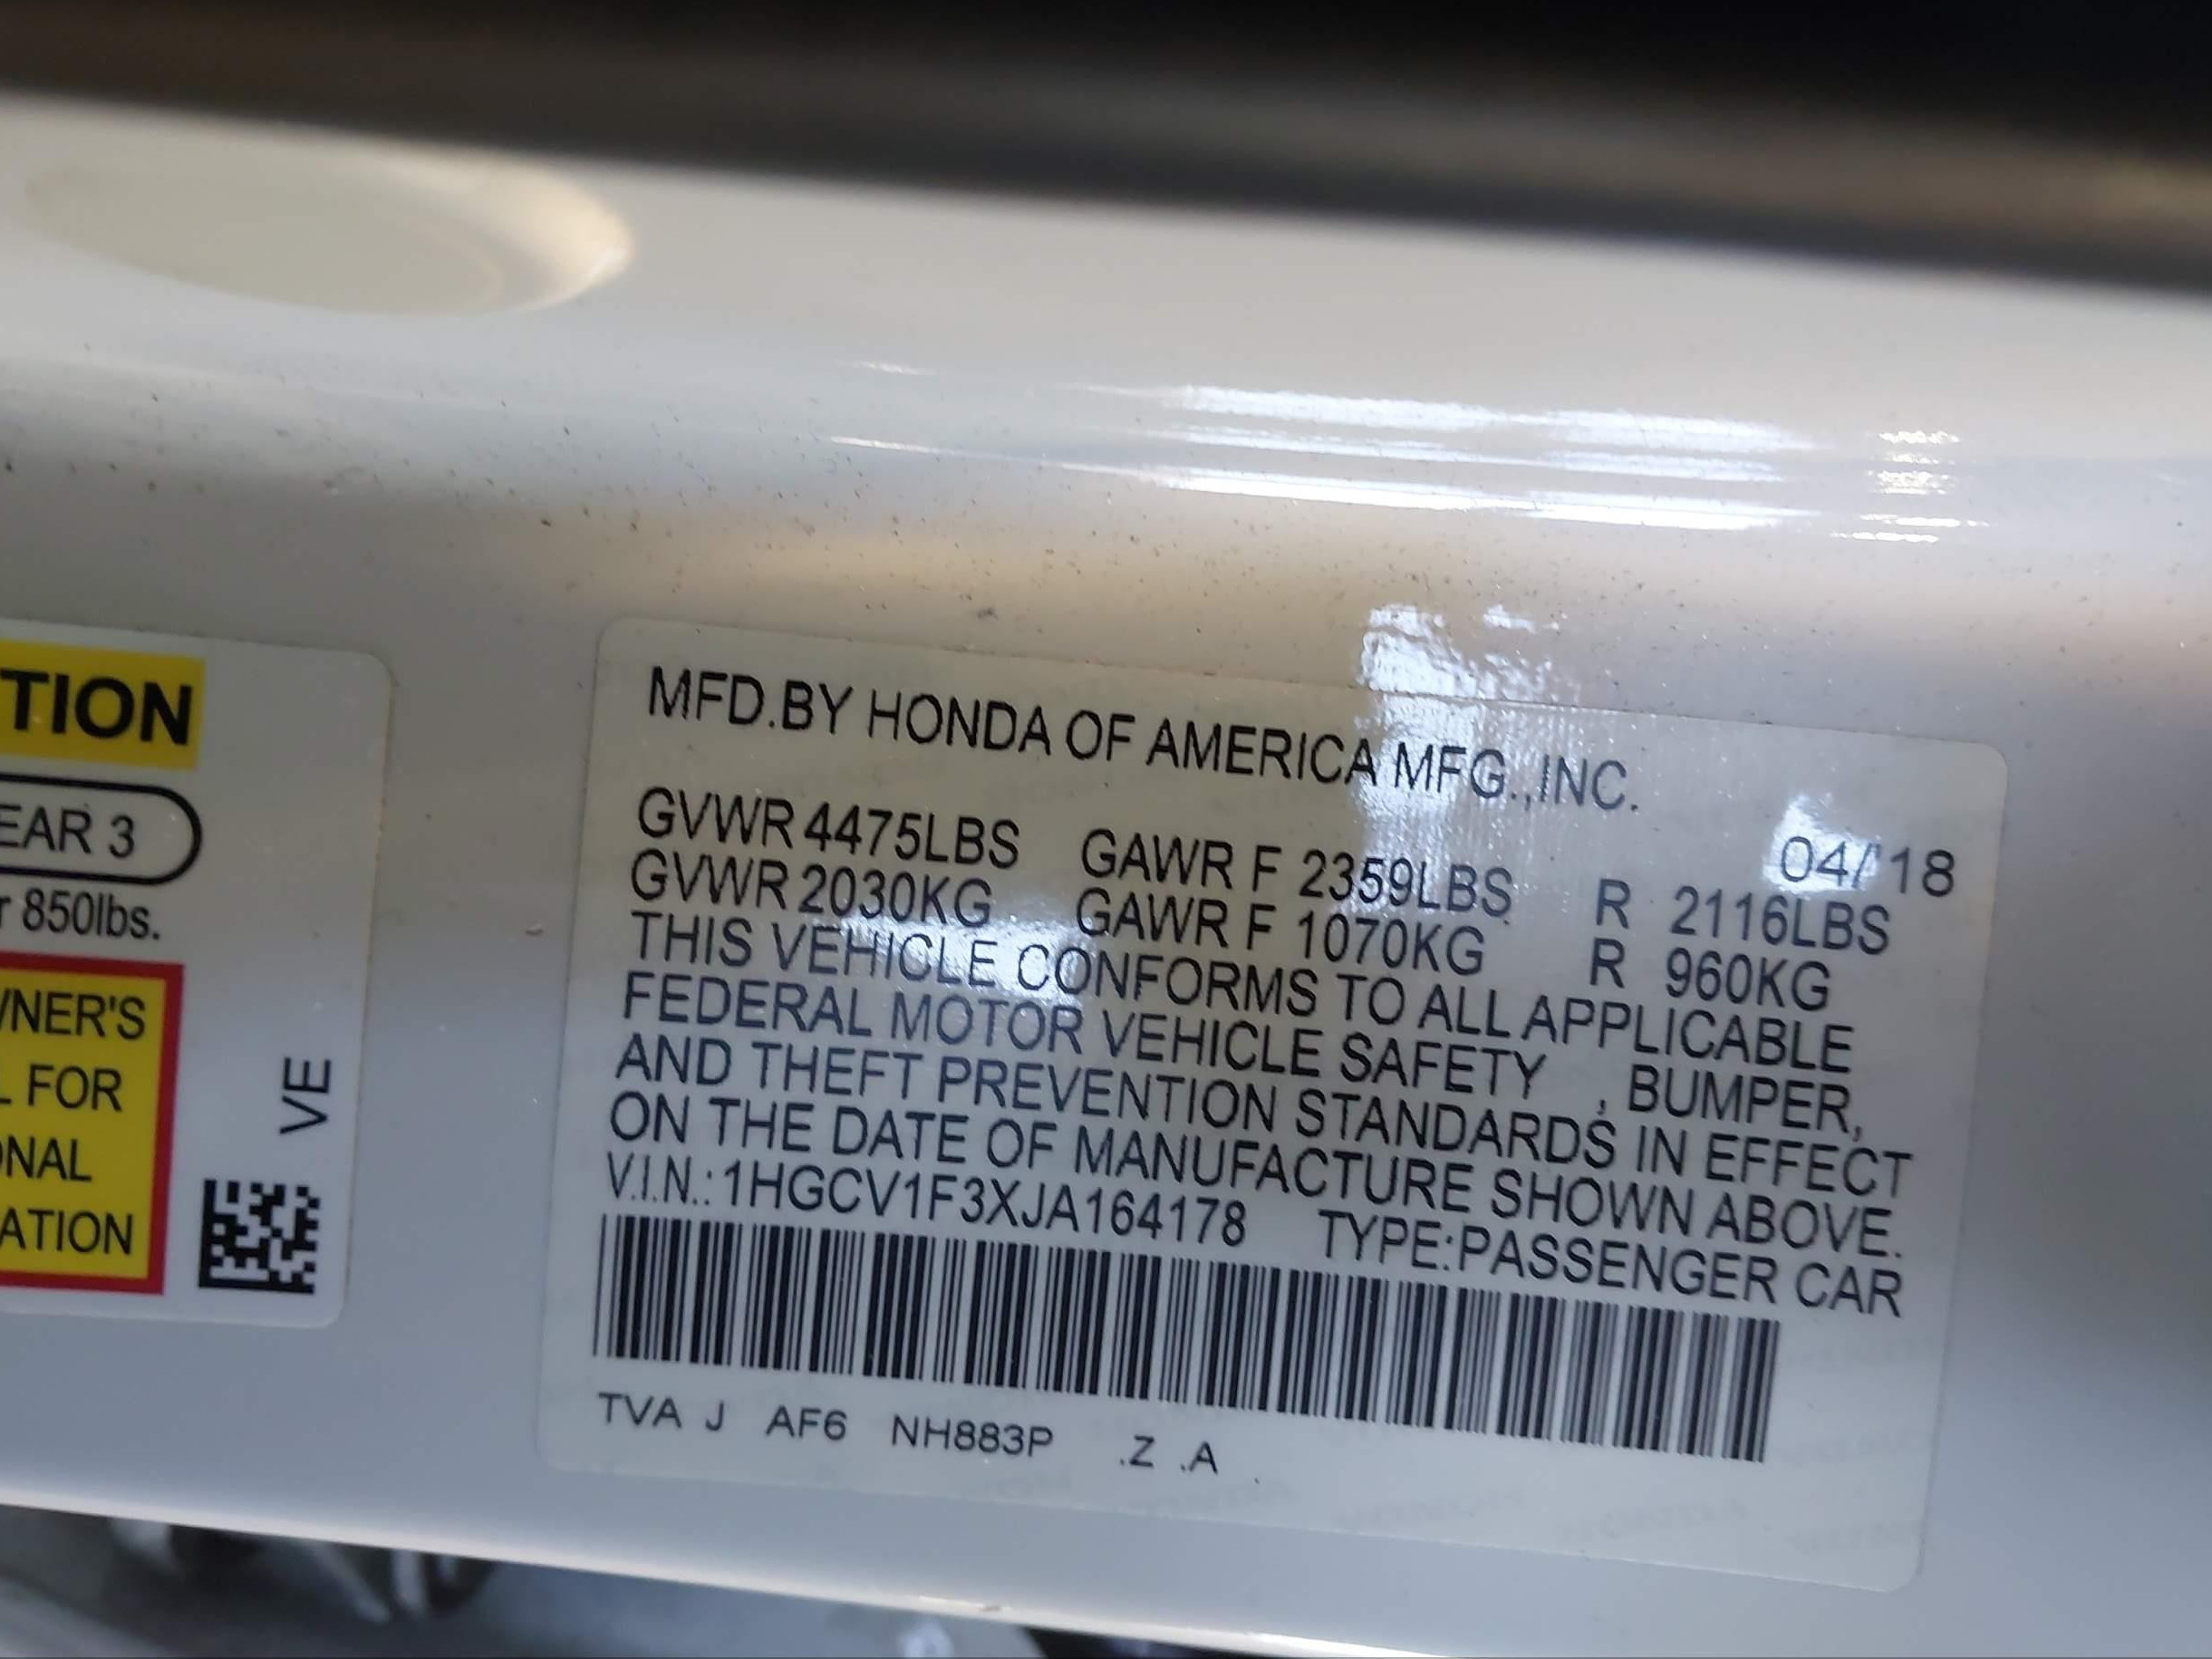 TION
EAR 3
r 850lbs.
WNER'S
L FOR
ONAL
ATION
VE
MFD.BY HONDA OF AMERICA MFG.,INC.
04/18
GVWR 4475LBS GAWR F 2359LBS R 2116LBS
GVWR 2030KG GAWR F 1070KG R 960KG
THIS VEHICLE CONFORMS TO ALL APPLICABLE
FEDERAL MOTOR VEHICLE SAFETY , BUMPER,
AND THEFT PREVENTION STANDARDS IN EFFECT
ON THE DATE OF MANUFACTURE SHOWN ABOVE.
V.I.N.: 1HGCV1F3XJA164178 TYPE:PASSENGER CAR
TVA J AF6 NH883P .Z .A